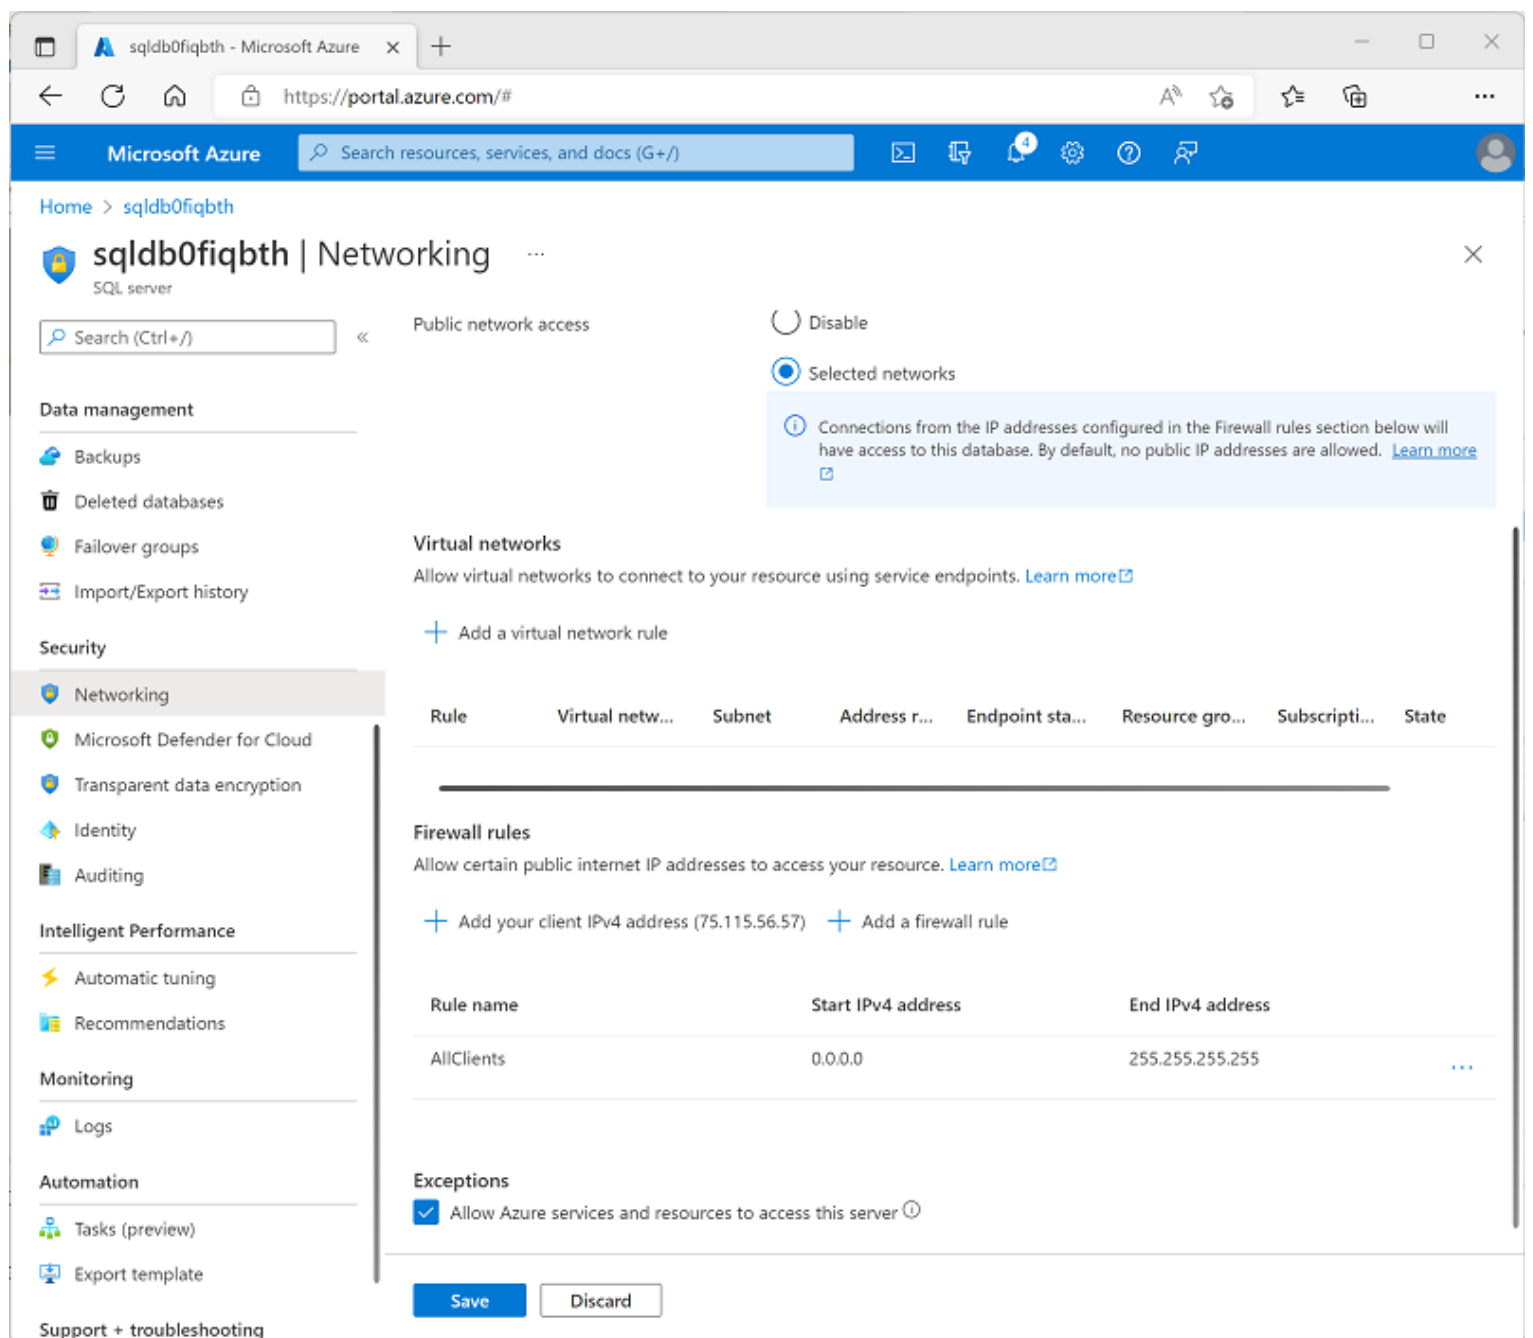 sqldb0fiqbth - Microsoft Azure
https://portal.azure.com/#
Microsoft Azure
Search resources, services, and docs (G+/)
4
Home > sqldb0fiqbth
sqldb0fiqbth | Networking ...
SQL server
Search (Ctrl+/)
«
Data management
Backups
Deleted databases
Failover groups
Import/Export history
Security
Networking
Microsoft Defender for Cloud
Transparent data encryption
Identity
Auditing
Intelligent Performance
Automatic tuning
Recommendations
Monitoring
Logs
Automation
Tasks (preview)
Export template
Support + troubleshooting
Public network access
Disable
Selected networks
Connections from the IP addresses configured in the Firewall rules section below will
have access to this database. By default, no public IP addresses are allowed. Learn more
Virtual networks
Allow virtual networks to connect to your resource using service endpoints. Learn more
Add a virtual network rule
Rule Virtual netw... Subnet Address r... Endpoint sta... Resource gro... Subscripti... State
Firewall rules
Allow certain public internet IP addresses to access your resource. Learn more
Add your client IPv4 address (75.115.56.57) Add a firewall rule
Rule name Start IPv4 address End IPv4 address
AllClients 0.0.0.0 255.255.255.255 ...
Exceptions
Allow Azure services and resources to access this server
Save Discard